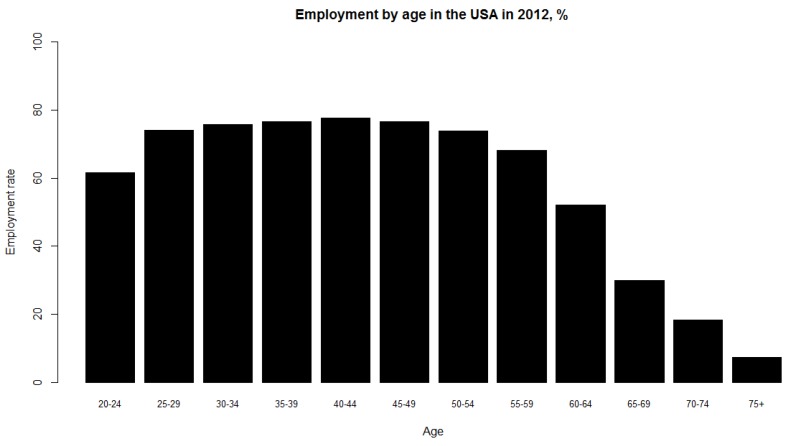 Employment by age in the USA in 2012, %
Employment rate
100
80
60
40
20
0
20-24 25-29 30-34 35-39 40-44 45-49 50-54 55-59 60-64 65-69 70-74 75+
Age